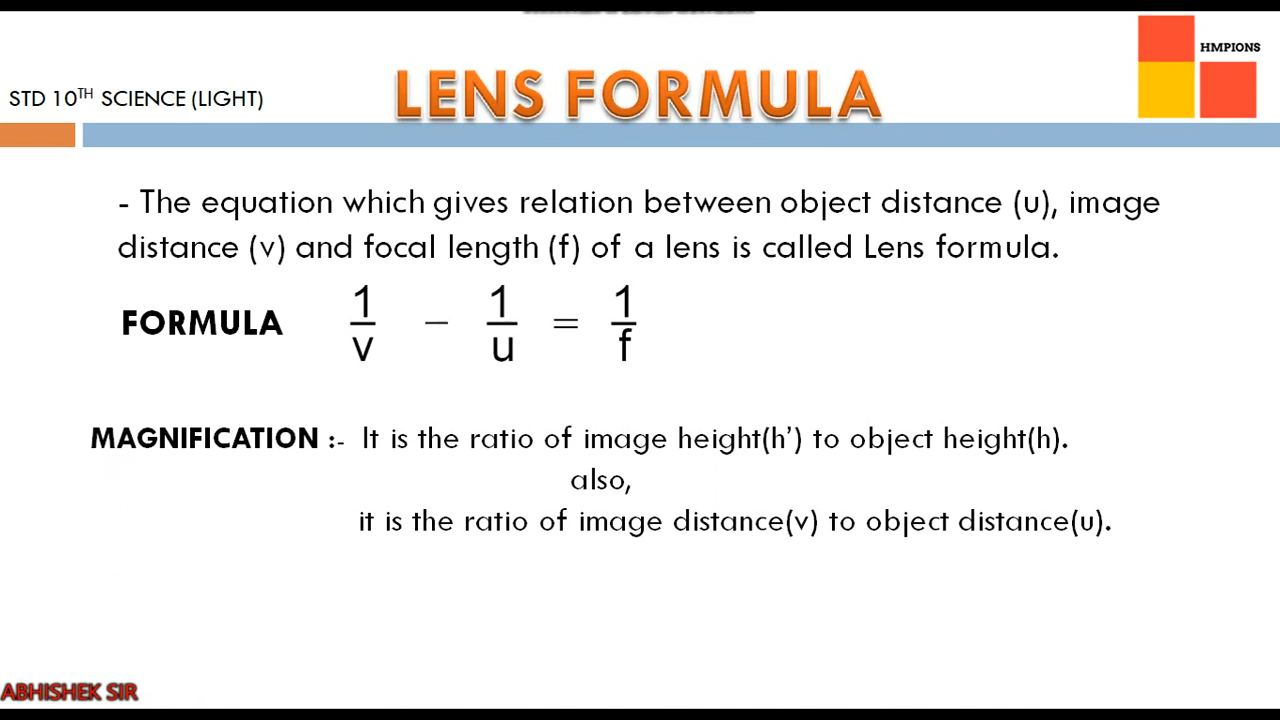 HMPIONS
STD 10TH SCIENCE (LIGHT)
LENS FORMULA
- The equation which gives relation between object distance (u), image
distance (v) and focal length (f) of a lens is called Lens formula.
FORMULA 1/v − 1/u = 1/f
MAGNIFICATION :- It is the ratio of image height(h’) to object height(h).
also,
it is the ratio of image distance(v) to object distance(u).
ABHISHEK SIR